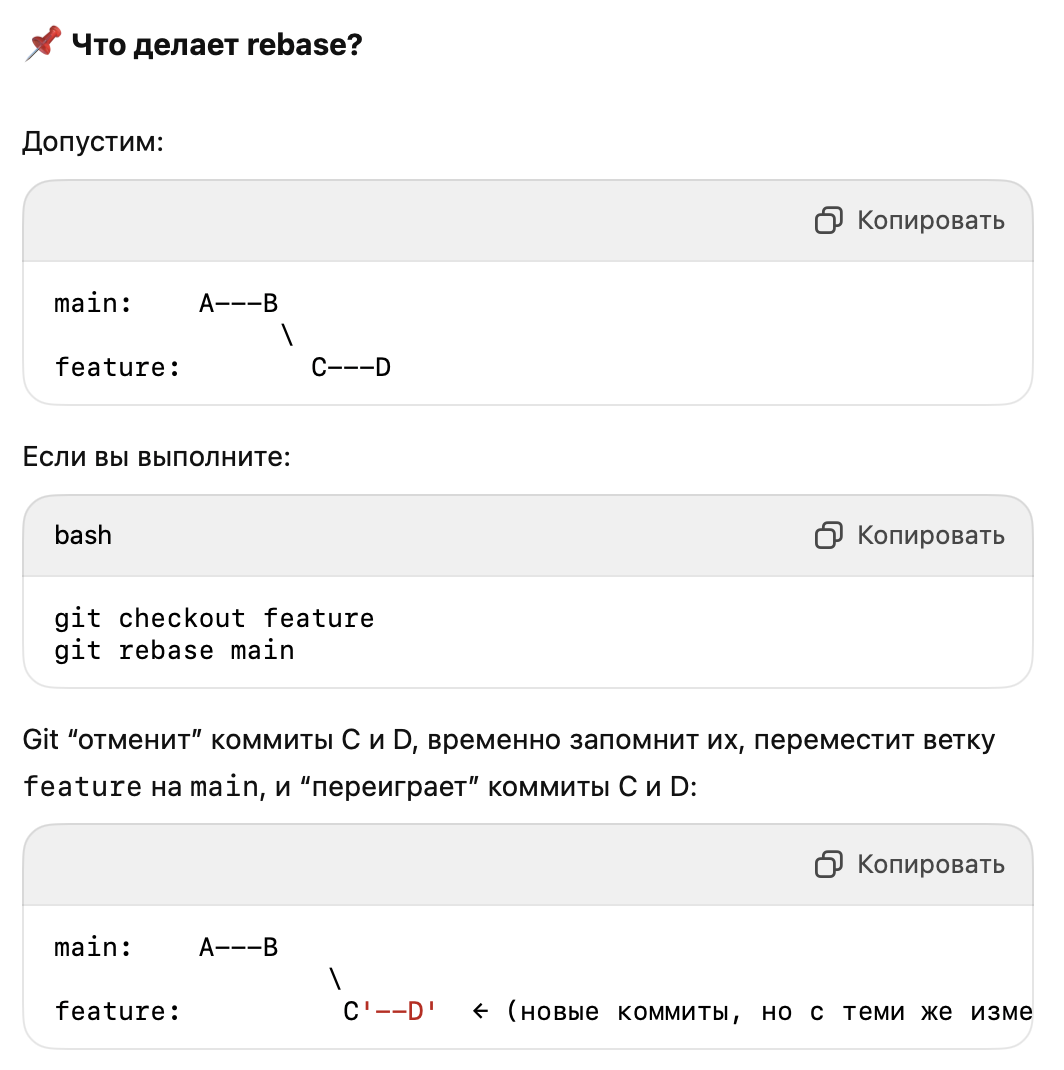 📌 Что делает rebase?
Допустим:
Копировать
main:    A---B
              \
feature:        C---D
Если вы выполните:
bash
Копировать
git checkout feature
git rebase main
Git “отменит” коммиты C и D, временно запомнит их, переместит ветку
feature на main, и “переиграет” коммиты C и D:
Копировать
main:    A---B
                 \
feature:          C'--D'  ← (новые коммиты, но с теми же изме